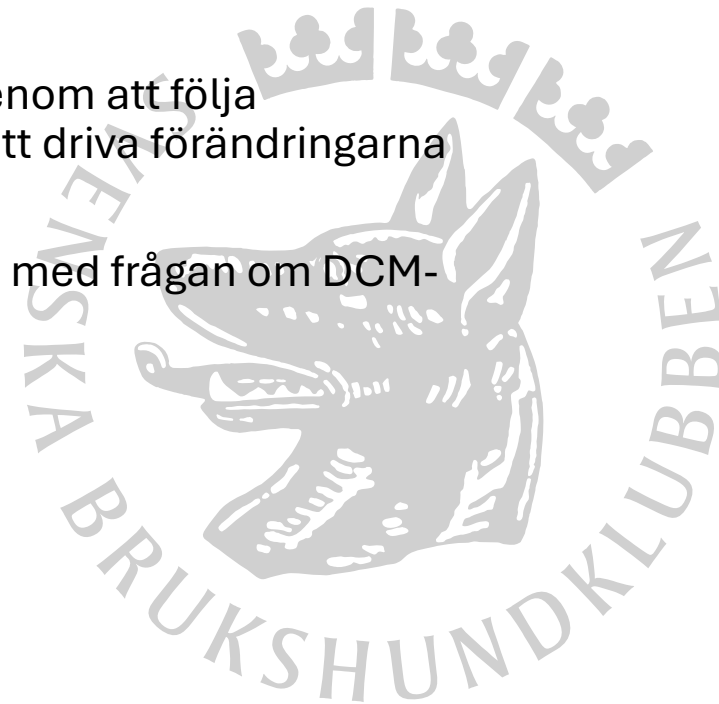 enom att följa
tt driva förändringarna
med frågan om DCM-
SVENSKA BRUKSHUNDKLUBBEN